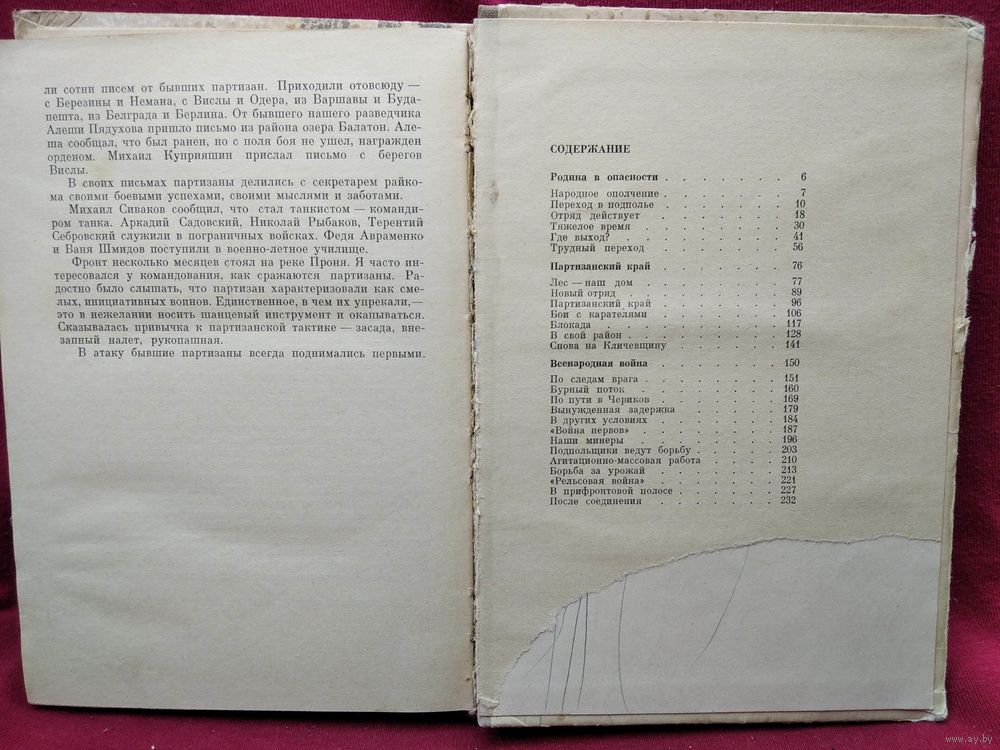 ли сотни писем от бывших партизан. Приходили отовсюду —
с Березины и Немана, с Вислы и Одера, из Варшавы и Буда-
пешта, из Белграда и Берлина. От бывшего нашего разведчика
Алеши Пядухова пришло письмо из района озера Балатон. Але-
ша сообщал, что был ранен, но с поля боя не ушел, награжден
орденом. Михаил Куприяшин прислал письмо с берегов
Вислы.
В своих письмах партизаны делились с секретарем райко-
ма своими боевыми успехами, своими мыслями и заботами.
Михаил Сиваков сообщил, что стал танкистом — команди-
ром танка. Аркадий Садовский, Николай Рыбаков, Терентий
Себровский служили в пограничных войсках. Федя Авраменко
и Ваня Шмидов поступили в военно-летное училище.
Фронт несколько месяцев стоял на реке Проня. Я часто ин-
тересовался у командования, как сражаются партизаны. Ра-
достно было слышать, что партизан характеризовали как сме-
лых, инициативных воинов. Единственное, в чем их упрекали,—
это в нежелании носить шанцевый инструмент и окапываться.
Сказывалась привычка к партизанской тактике — засада, вне-
запный налет, рукопашная.
В атаку бывшие партизаны всегда поднимались первыми.
СОДЕРЖАНИЕ
Родина в опасности . . . . . . . 6
Народное ополчение . . . . . . . 7
Переход в подполье . . . . . . . 10
Отряд действует . . . . . . . 18
Тяжелое время . . . . . . . 30
Где выход? . . . . . . . 41
Трудный переход . . . . . . . 56
Партизанский край . . . . . . . 76
Лес — наш дом . . . . . . . 77
Новый отряд . . . . . . . 89
Партизанский край . . . . . . . 96
Бои с карателями . . . . . . . 106
Блокада . . . . . . . 117
В свой район . . . . . . . 128
Снова на Кличевщину . . . . . . . 141
Всенародная война . . . . . . . 150
По следам врага . . . . . . . 151
Бурный поток . . . . . . . 160
По пути в Чериков . . . . . . . 169
Вынужденная задержка . . . . . . 179
В других условиях . . . . . . . 184
«Война нервов» . . . . . . . 187
Наши минеры . . . . . . . 196
Подпольщики ведут борьбу . . . . . . 203
Агитационно-массовая работа . . . . . 210
Борьба за урожай . . . . . . . 213
«Рельсовая война» . . . . . . . 221
В прифронтовой полосе . . . . . . 227
После соединения . . . . . . . 232
www.ay.by